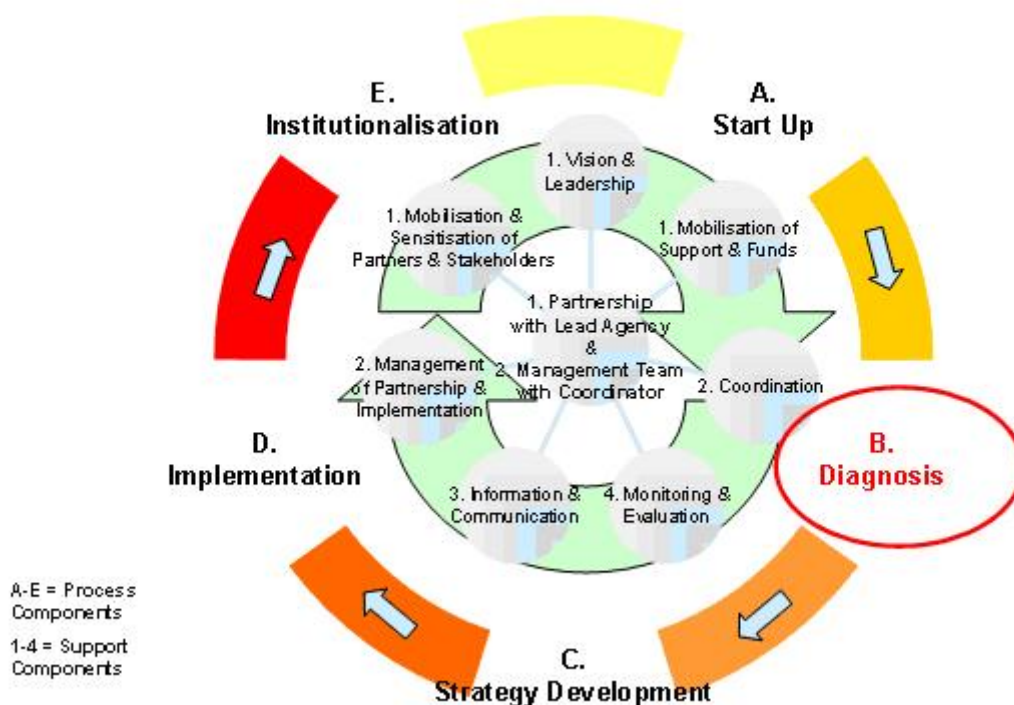 E.
Institutionalisation
A.
Start Up
1. Vision &
Leadership
1. Mobilisation &
Sensitisation of
Partners & Stakeholders
1. Mobilisation of
Support & Funds
1. Partnership
with Lead Agency
&
2. Management Team
with Coordinator
2. Management
of Partnership &
Implementation
2. Coordination
B.
Diagnosis
D.
Implementation
3. Information &
Communication
4. Monitoring &
Evaluation
A-E = Process
Components
1-4 = Support
Components
C.
Strategy Development